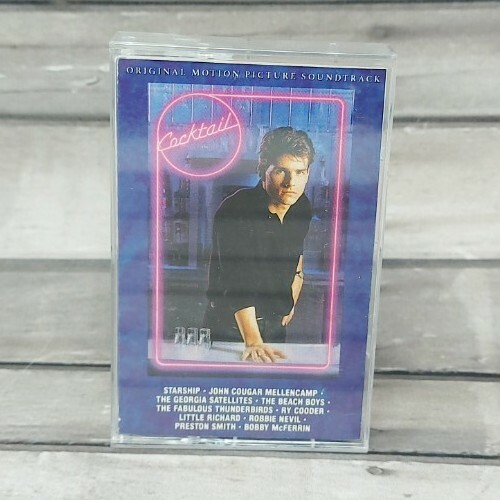 ORIGINAL MOTION PICTURE SOUNDTRACK
Cocktail
STARSHIP · JOHN COUGAR MELLENCAMP ·
THE GEORGIA SATELLITES · THE BEACH BOYS ·
THE FABULOUS THUNDERBIRDS · RY COODER ·
LITTLE RICHARD · ROBBIE NEVIL ·
PRESTON SMITH · BOBBY McFERRIN